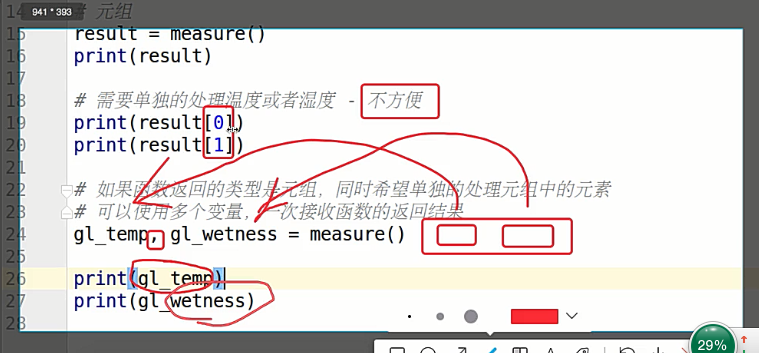 941 * 393
14 # 元组
15 result = measure()
16 print(result)
17
18 # 需要单独的处理温度或者湿度 - 不方便
19 print(result[0])
20 print(result[1])
21
22 # 如果函数返回的类型是元组，同时希望单独的处理元组中的元素
23 # 可以使用多个变量，一次接收函数的返回结果
24 gl_temp, gl_wetness = measure()
25
26 print(gl_temp)
27 print(gl_wetness)
28
29%